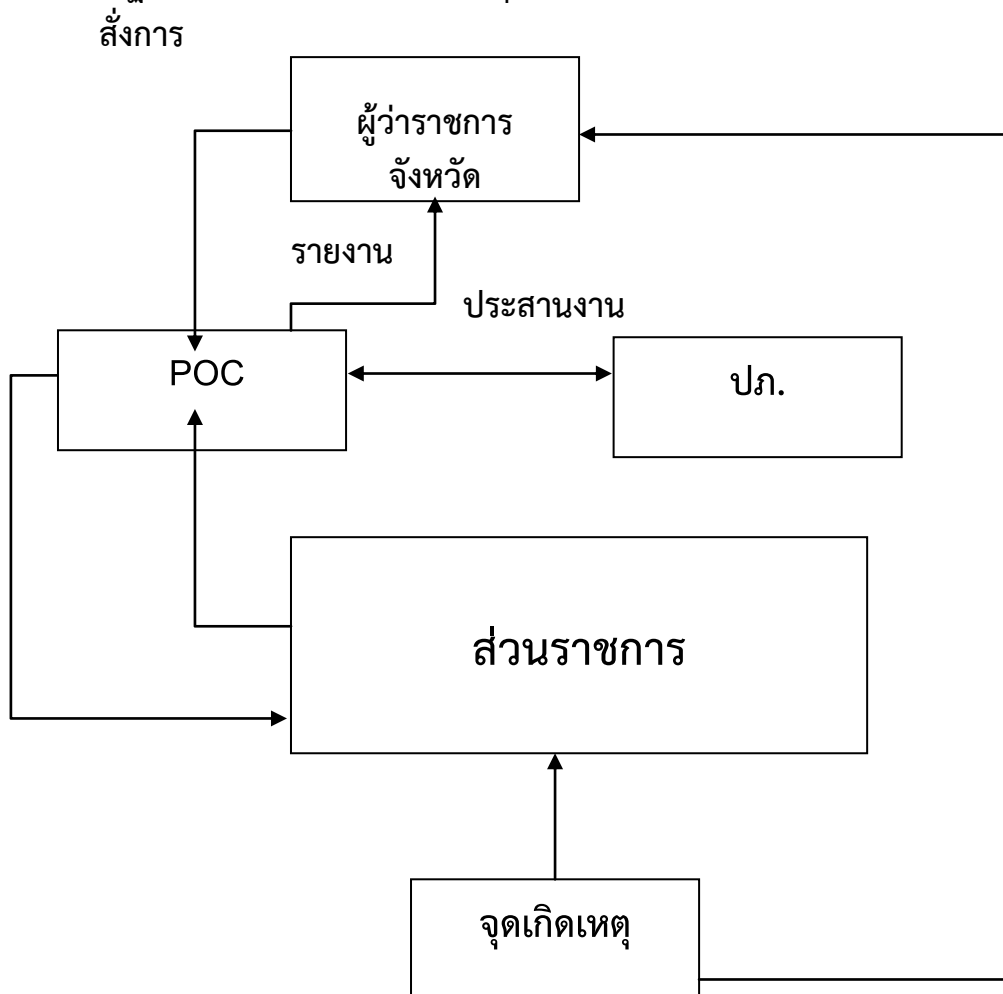 สั่งการ
ผู้ว่าราชการ
จังหวัด
รายงาน
ประสานงาน
POC
ปภ.
ส่วนราชการ
จุดเกิดเหตุ